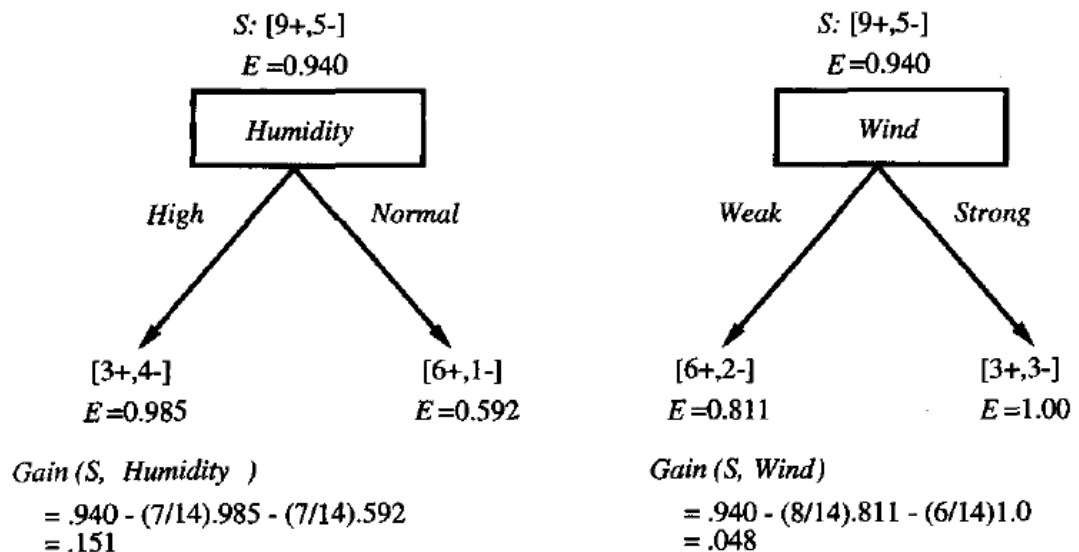 S: [9+,5-]
E =0.940
Humidity
High
Normal
[3+,4-]
E =0.985
[6+,1-]
E =0.592
Gain (S, Humidity )
= .940 - (7/14).985 - (7/14).592
= .151
S: [9+,5-]
E =0.940
Wind
Weak
Strong
[6+,2-]
E =0.811
[3+,3-]
E =1.00
Gain (S, Wind)
= .940 - (8/14).811 - (6/14)1.0
= .048